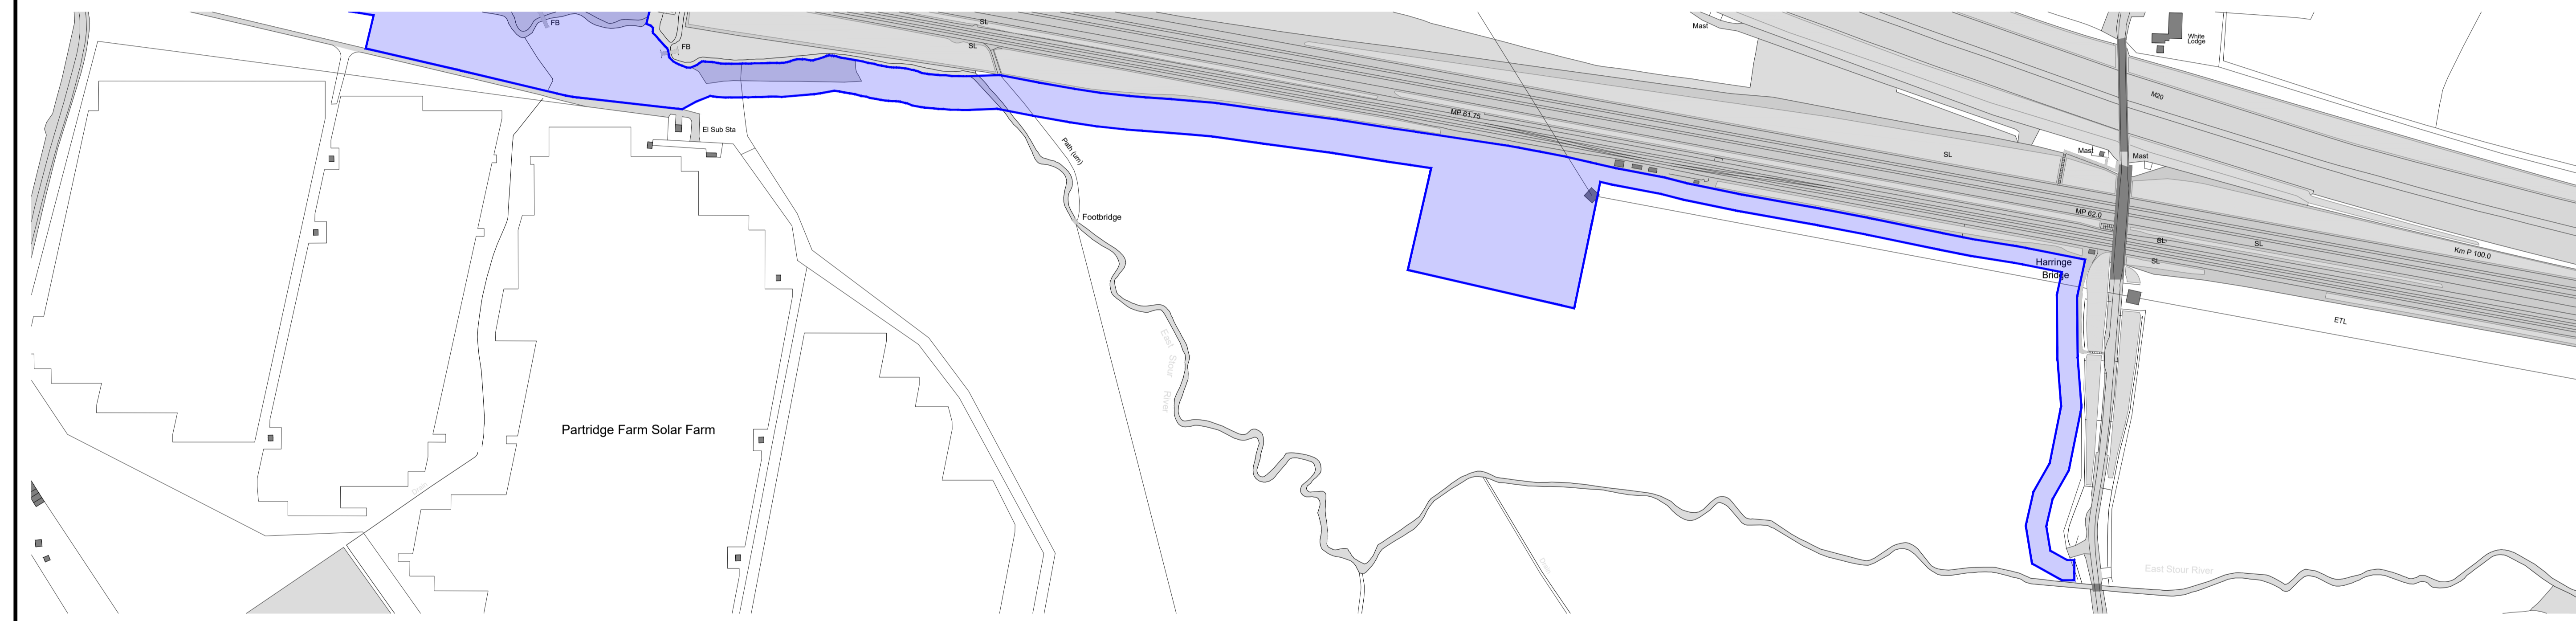 FB
SL
Mast
White
Lodge
FB
SL
M20
MP 61.75
El Sub Sta
Path (um)
SL
Mast
Mast
Footbridge
MP 62.0
SL
SL
Km P 100.0
SL
Harringe
Bridge
ETL
East Stour River
Partridge Farm Solar Farm
Drain
Drain
East Stour River